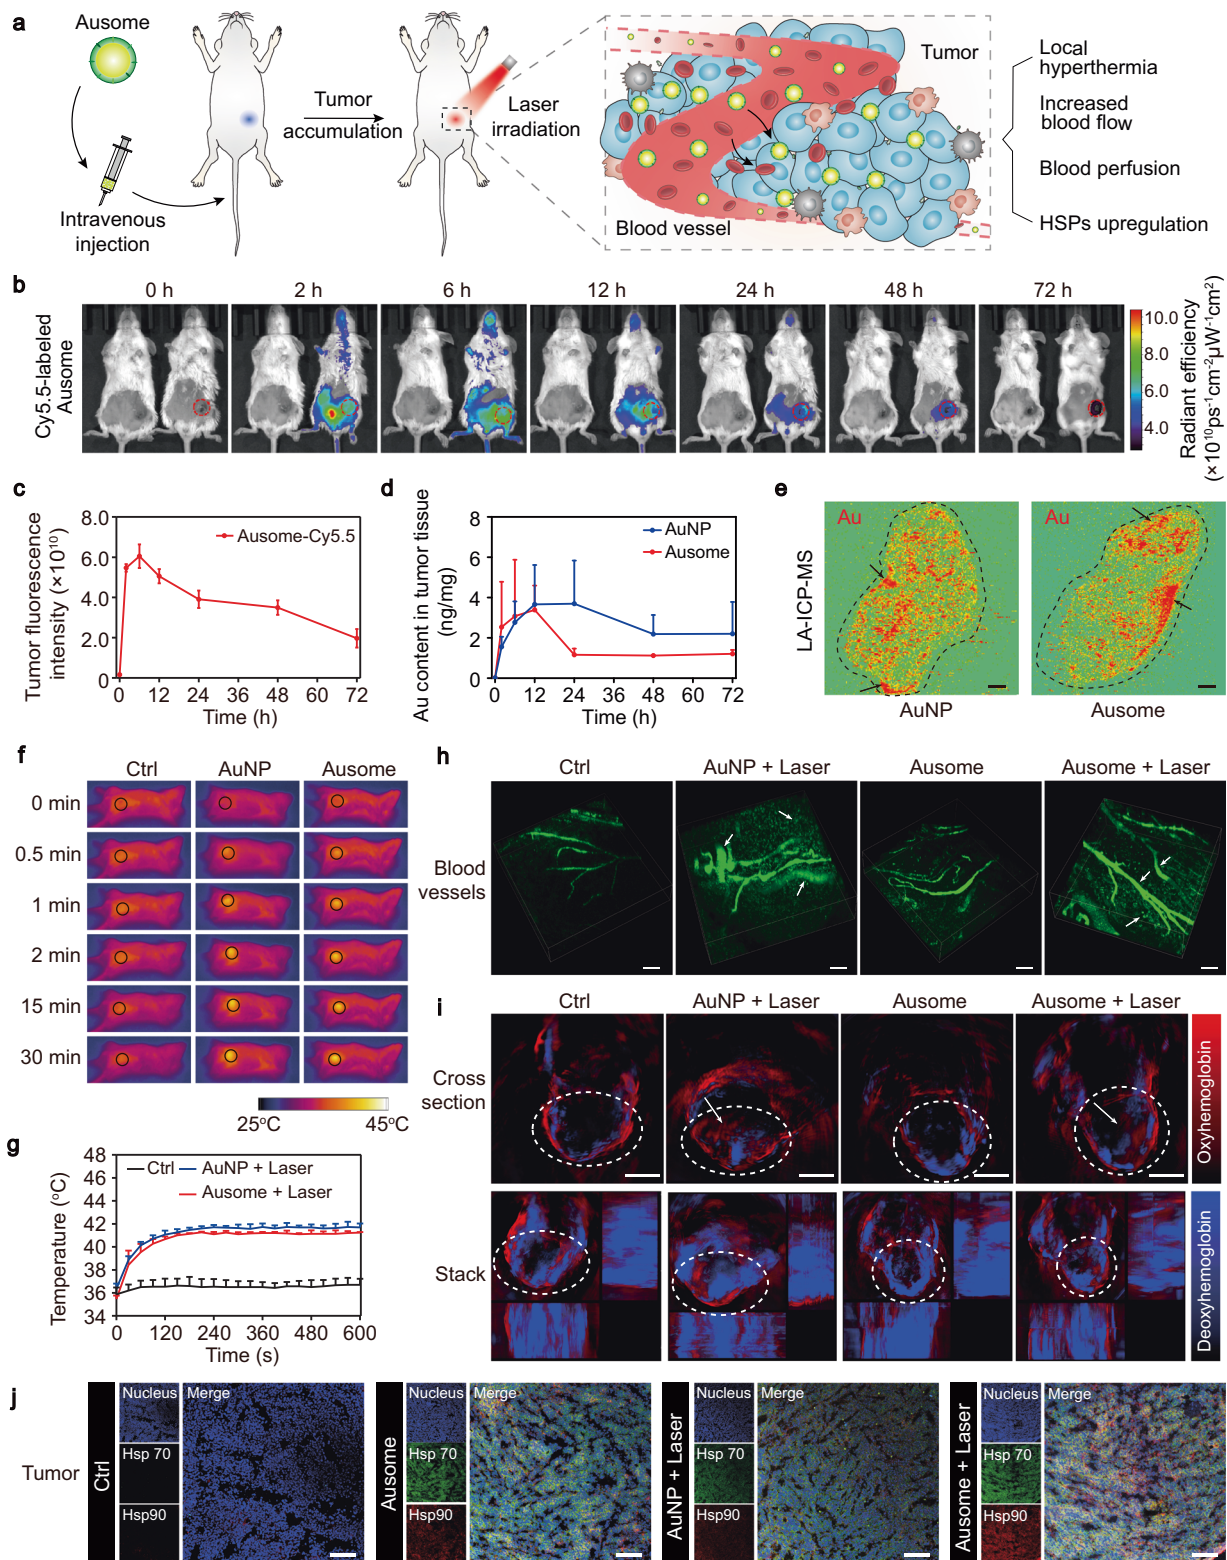 a
Ausome
Intravenous
injection
Tumor
accumulation
Laser
irradiation
Tumor
Blood vessel
Local
hyperthermia
Increased
blood flow
Blood perfusion
HSPs upregulation
b
0 h
2 h
6 h
12 h
24 h
48 h
72 h
Cy5.5-labeled
Ausome
10.0
8.0
6.0
4.0
Radiant efficiency
(×10¹⁰ps⁻¹cm⁻²μW⁻¹cm²)
c
Tumor fluorescence
intensity (×10¹⁰)
8.0
6.0
4.0
2.0
0
Ausome-Cy5.5
0 12 24 36 48 60 72
Time (h)
d
Au content in tumor tissue
(ng/mg)
8
6
4
2
0
AuNP
Ausome
0 12 24 36 48 60 72
Time (h)
e
LA-ICP-MS
Au
Au
AuNP
Ausome
f
Ctrl
AuNP
Ausome
0 min
0.5 min
1 min
2 min
15 min
30 min
25°C
45°C
g
Temperature (°C)
48
46
44
42
40
38
36
34
Ctrl
AuNP + Laser
Ausome + Laser
0 120 240 360 480 600
Time (s)
h
Ctrl
AuNP + Laser
Ausome
Ausome + Laser
Blood
vessels
i
Ctrl
AuNP + Laser
Ausome
Ausome + Laser
Cross
section
Stack
Oxyhemoglobin
Deoxyhemoglobin
j
Tumor
Ctrl
Nucleus
Hsp 70
Hsp90
Merge
Ausome
Nucleus
Hsp 70
Hsp90
Merge
AuNP + Laser
Nucleus
Hsp 70
Hsp90
Merge
Ausome + Laser
Nucleus
Hsp 70
Hsp90
Merge